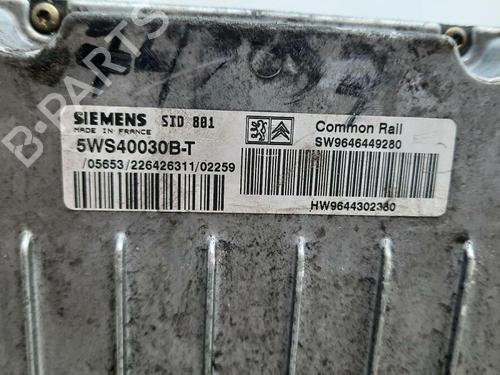 SIEMENS SID 801
MADE IN FRANCE
5WS40030B-T
/05653/226426311/02259
Common Rail
SW9646449280
HW9644302380
B-PARTS